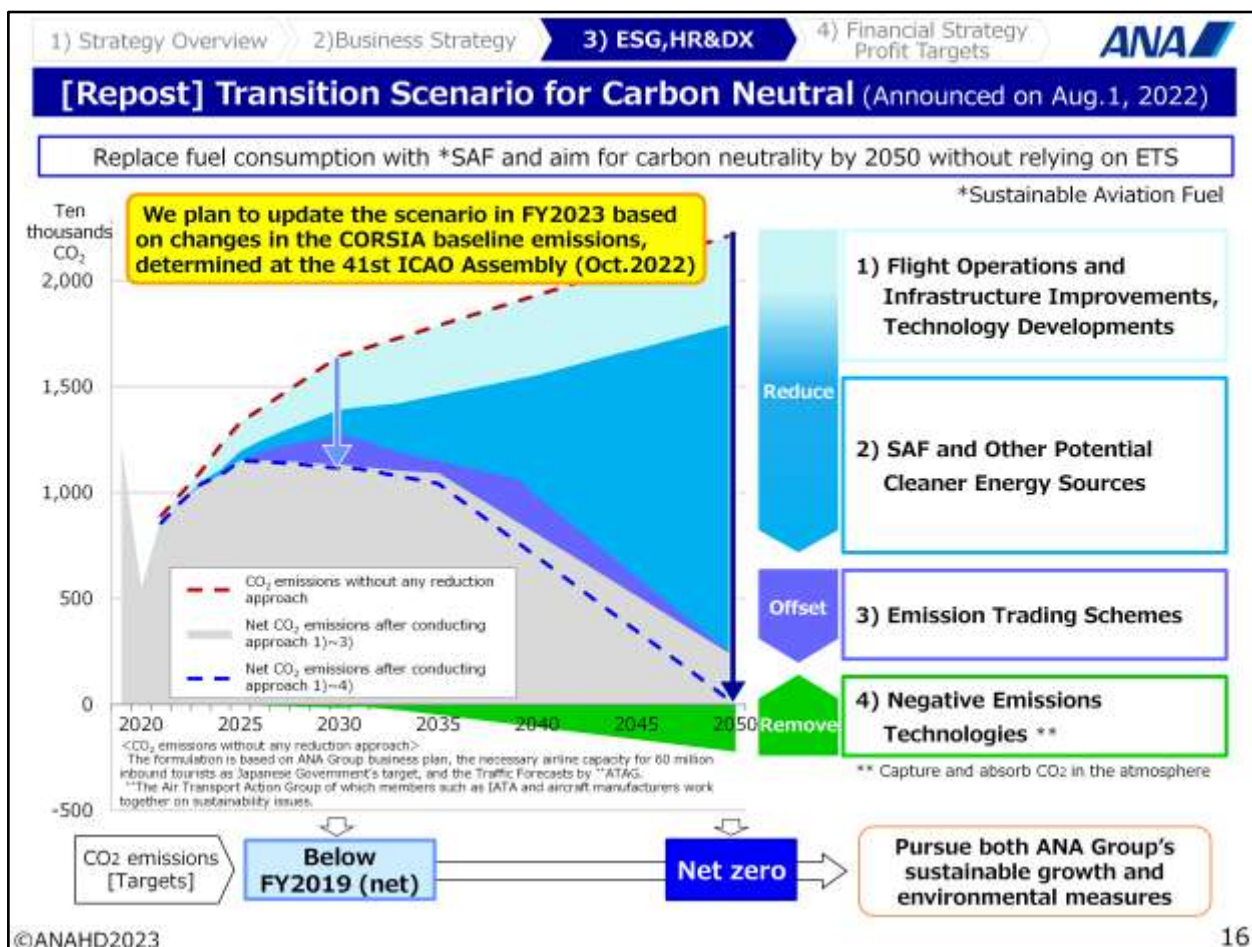 1) Strategy Overview
2)Business Strategy
3) ESG,HR&DX
4) Financial Strategy
Profit Targets
ANA
[Repost] Transition Scenario for Carbon Neutral (Announced on Aug.1, 2022)
Replace fuel consumption with *SAF and aim for carbon neutrality by 2050 without relying on ETS
*Sustainable Aviation Fuel
Ten
thousands
CO₂
We plan to update the scenario in FY2023 based
on changes in the CORSIA baseline emissions,
determined at the 41st ICAO Assembly (Oct.2022)
2,000
1,500
1,000
500
0
-500
CO₂ emissions without any reduction
approach
Net CO₂ emissions after conducting
approach 1)~3)
Net CO₂ emissions after conducting
approach 1)~4)
2020
2025
2030
2035
2040
2045
2050
<CO₂ emissions without any reduction approach>
The formulation is based on ANA Group business plan, the necessary airline capacity for 60 million
inbound tourists as Japanese Government's target, and the Traffic Forecasts by **ATAG.
**The Air Transport Action Group of which members such as IATA and aircraft manufacturers work
together on sustainability issues.
Reduce
1) Flight Operations and
Infrastructure Improvements,
Technology Developments
2) SAF and Other Potential
Cleaner Energy Sources
Offset
3) Emission Trading Schemes
Remove
4) Negative Emissions
Technologies **
** Capture and absorb CO2 in the atmosphere
CO2 emissions
[Targets]
Below
FY2019 (net)
Net zero
Pursue both ANA Group's
sustainable growth and
environmental measures
©ANAHD2023
16